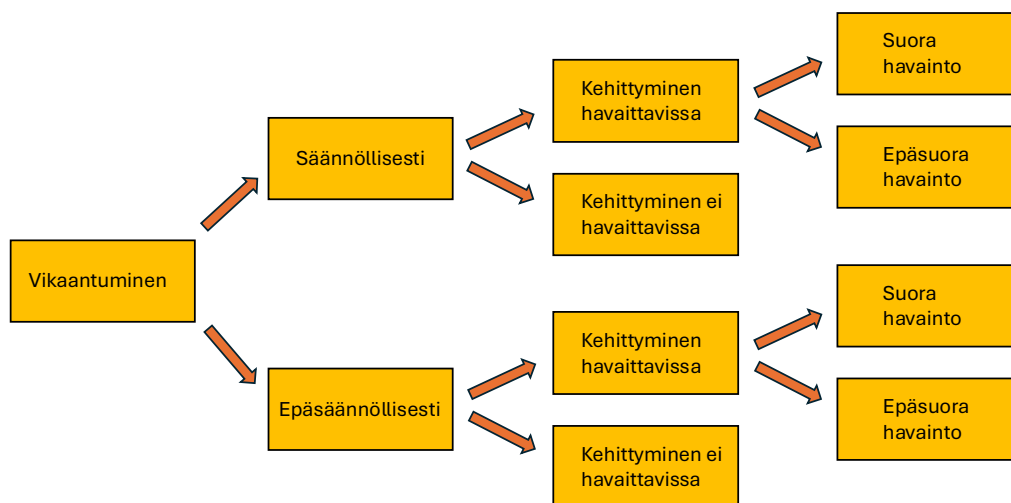 Vikaantuminen
Säännöllisesti
Epäsäännöllisesti
Kehittyminen
havaittavissa
Kehittyminen ei
havaittavissa
Kehittyminen
havaittavissa
Kehittyminen ei
havaittavissa
Suora
havainto
Epäsuora
havainto
Suora
havainto
Epäsuora
havainto